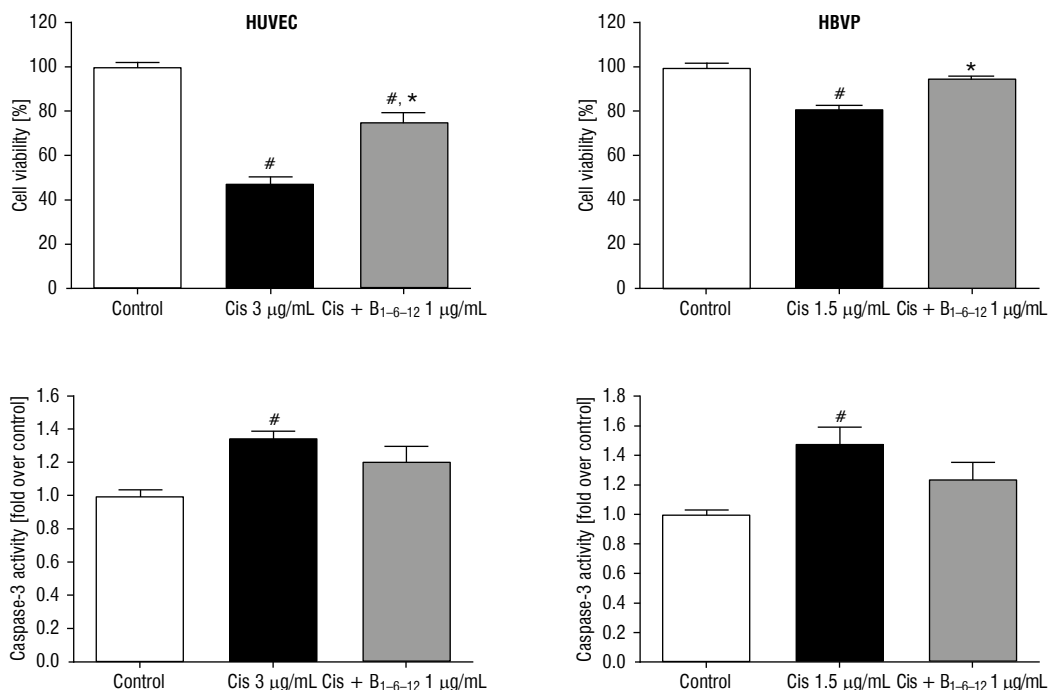 HUVEC
Cell viability [%]
120
100
80
60
40
20
0
#
#, *
Control
Cis 3 μg/mL
Cis + B1–6–12 1 μg/mL
HBVP
Cell viability [%]
120
100
80
60
40
20
0
#
*
Control
Cis 1.5 μg/mL
Cis + B1–6–12 1 μg/mL
Caspase-3 activity [fold over control]
1.6
1.4
1.2
1.0
0.8
0.6
0.4
0.2
0.0
#
Control
Cis 3 μg/mL
Cis + B1–6–12 1 μg/mL
Caspase-3 activity [fold over control]
1.8
1.6
1.4
1.2
1.0
0.8
0.6
0.4
0.2
0.0
#
Control
Cis 1.5 μg/mL
Cis + B1–6–12 1 μg/mL